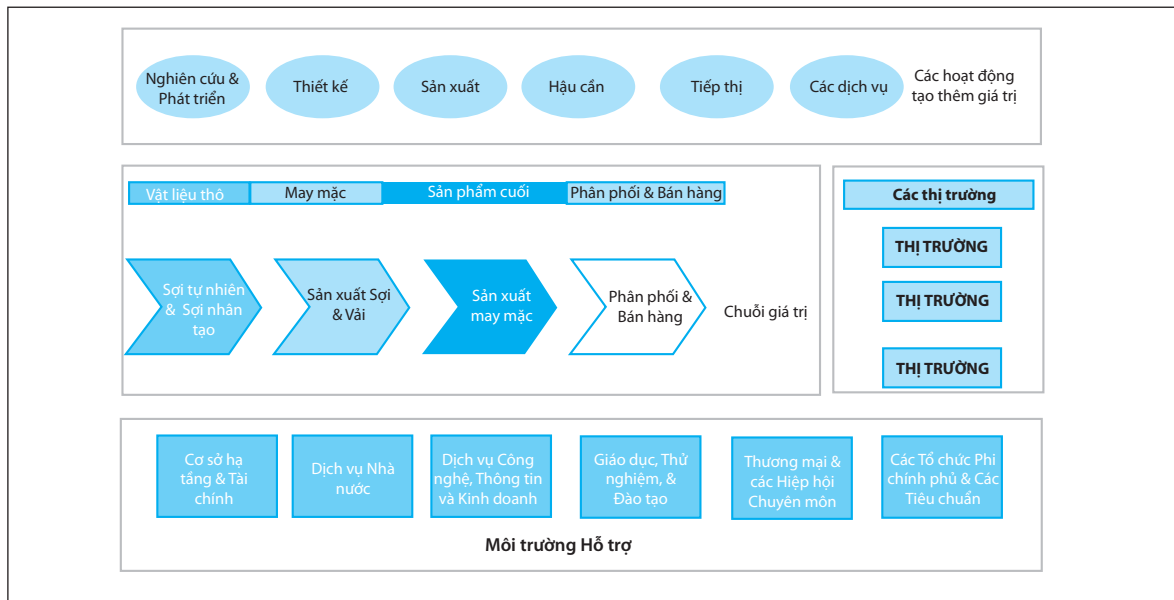 Nghiên cứu &
Phát triển
Thiết kế
Sản xuất
Hậu cần
Tiếp thị
Các dịch vụ
Các hoạt động
tạo thêm giá trị
Vật liệu thô
May mặc
Sản phẩm cuối
Phân phối & Bán hàng
Sợi tự nhiên
& Sợi nhân
tạo
Sản xuất Sợi
& Vải
Sản xuất
may mặc
Phân phối &
Bán hàng
Chuỗi giá trị
Các thị trường
THỊ TRƯỜNG
THỊ TRƯỜNG
THỊ TRƯỜNG
Cơ sở hạ
tầng & Tài
chính
Dịch vụ Nhà
nước
Dịch vụ Công
nghệ, Thông tin
và Kinh doanh
Giáo dục, Thử
nghiệm, &
Đào tạo
Thương mại &
các Hiệp hội
Chuyên môn
Các Tổ chức Phi
chính phủ & Các
Tiêu chuẩn
Môi trường Hỗ trợ